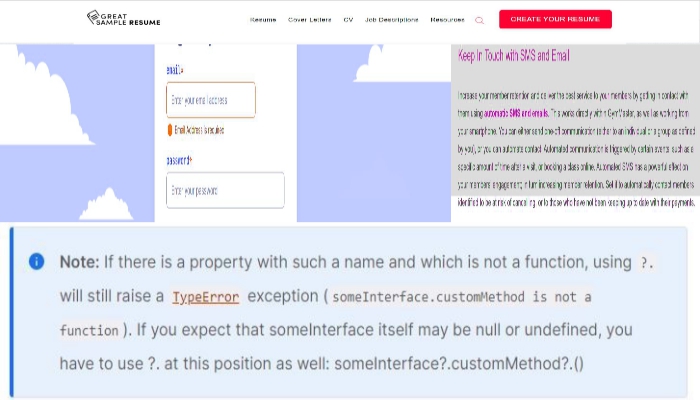 GREAT
SAMPLE RESUME
Resume Cover Letters CV Job Descriptions Resources CREATE YOUR RESUME
email*
Enter your email address
Email Address is required
password*
Enter your password
Keep In Touch with SMS and Email
Increase your member retention and deliver the best service to your members by getting in contact with
them using automatic SMS and emails. This works directly within GymMaster, as well as working from
your smartphone. You can either send one-off communication (either to an individual or a group as defined
by you), or you can automate contact. Automated communication is triggered by certain events, such as a
specific amount of time after a visit, or booking a class online. Automated SMS has a powerful effect on
your members' engagement, in turn increasing member retention. Set it to automatically contact members
identified to be at risk of cancelling, or to those who have not been keeping up to date with their payments.
Note: If there is a property with such a name and which is not a function, using ?.
will still raise a TypeError exception (someInterface.customMethod is not a
function). If you expect that someInterface itself may be null or undefined, you
have to use ?. at this position as well: someInterface?.customMethod?.()